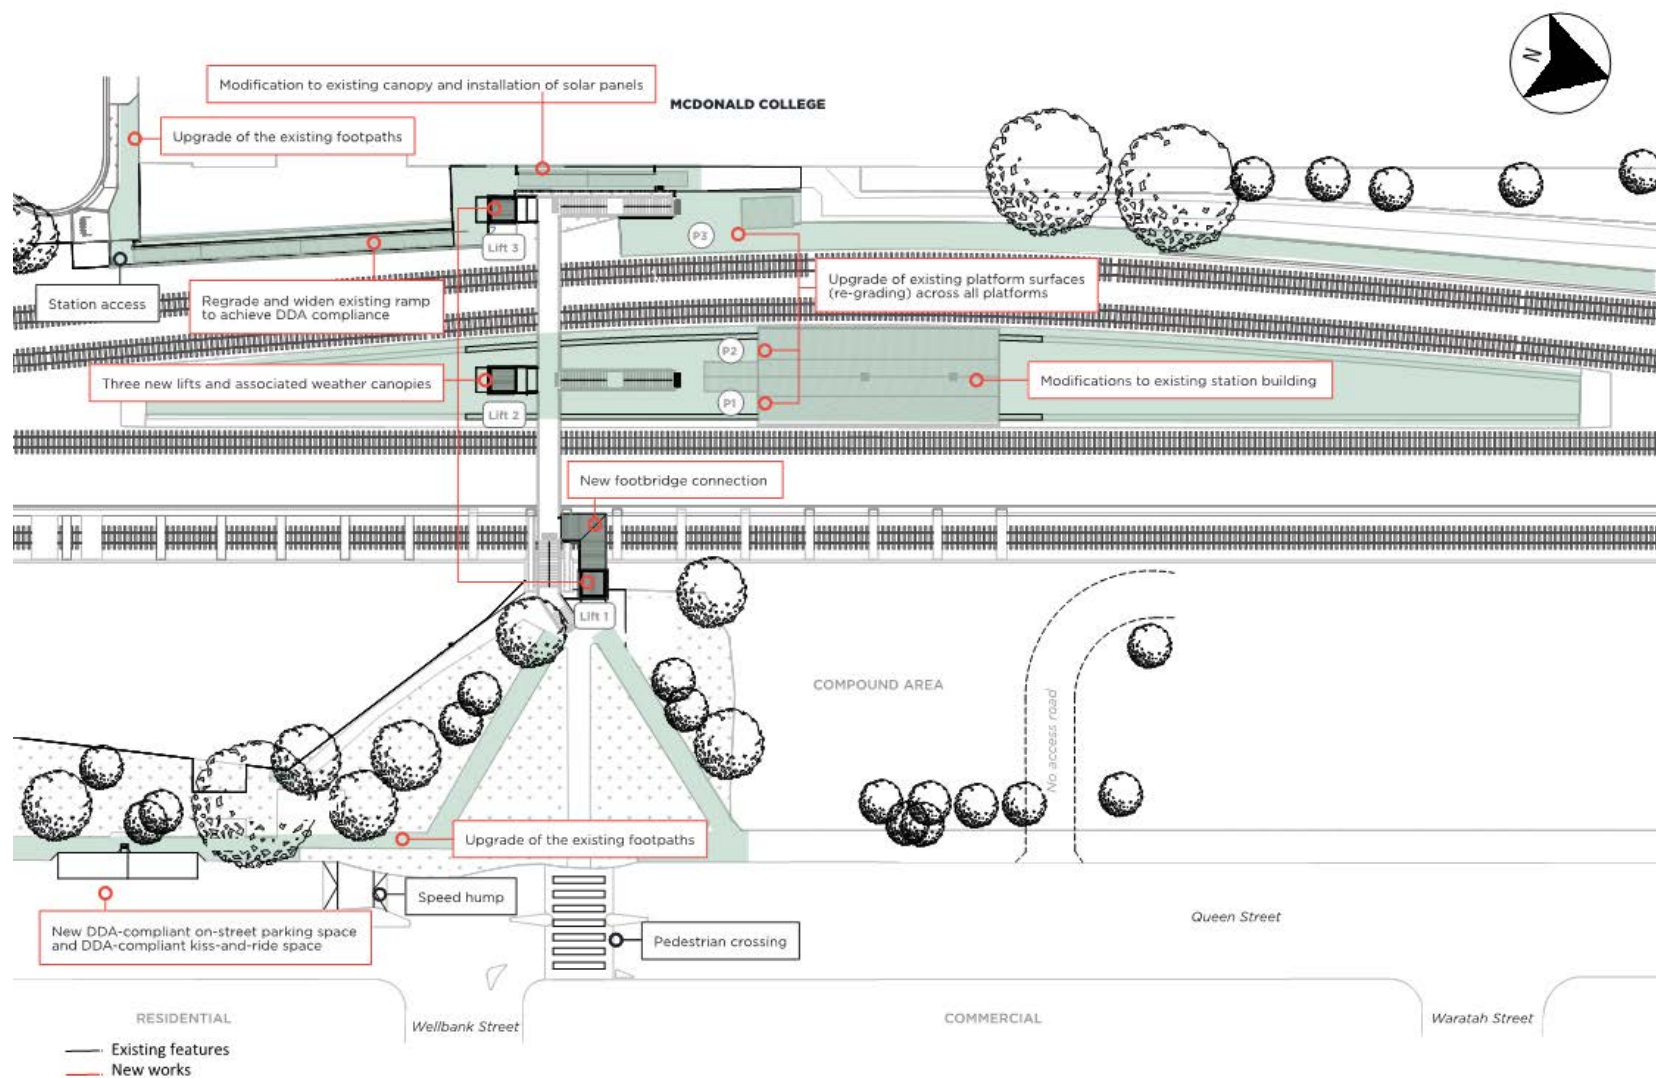 N
Modification to existing canopy and installation of solar panels
MCDONALD COLLEGE
Upgrade of the existing footpaths
Lift 3
P3
Station access
Regrade and widen existing ramp
to achieve DDA compliance
Upgrade of existing platform surfaces
(re-grading) across all platforms
P2
Three new lifts and associated weather canopies
Modifications to existing station building
Lift 2
P1
New footbridge connection
Lift 1
COMPOUND AREA
No access road
Upgrade of the existing footpaths
Speed hump
Queen Street
New DDA-compliant on-street parking space
and DDA-compliant kiss-and-ride space
Pedestrian crossing
RESIDENTIAL
Wellbank Street
COMMERCIAL
Waratah Street
Existing features
New works